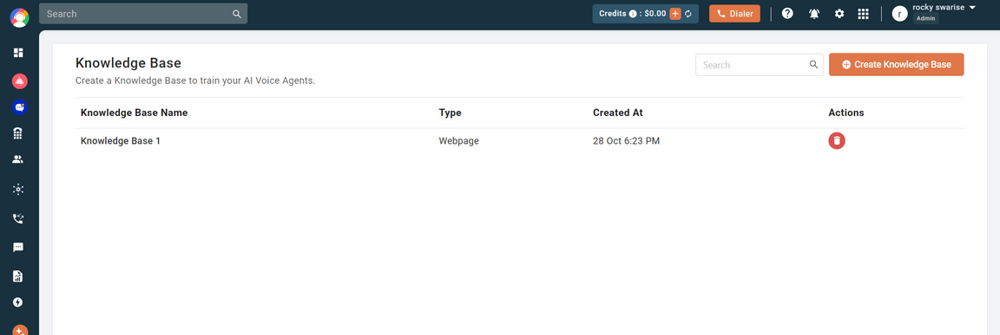 Search
Credits : $0.00
Dialer
r
rocky swarise
Admin
Knowledge Base
Create a Knowledge Base to train your AI Voice Agents.
Search
Create Knowledge Base
Knowledge Base Name Type Created At Actions
Knowledge Base 1 Webpage 28 Oct 6:23 PM